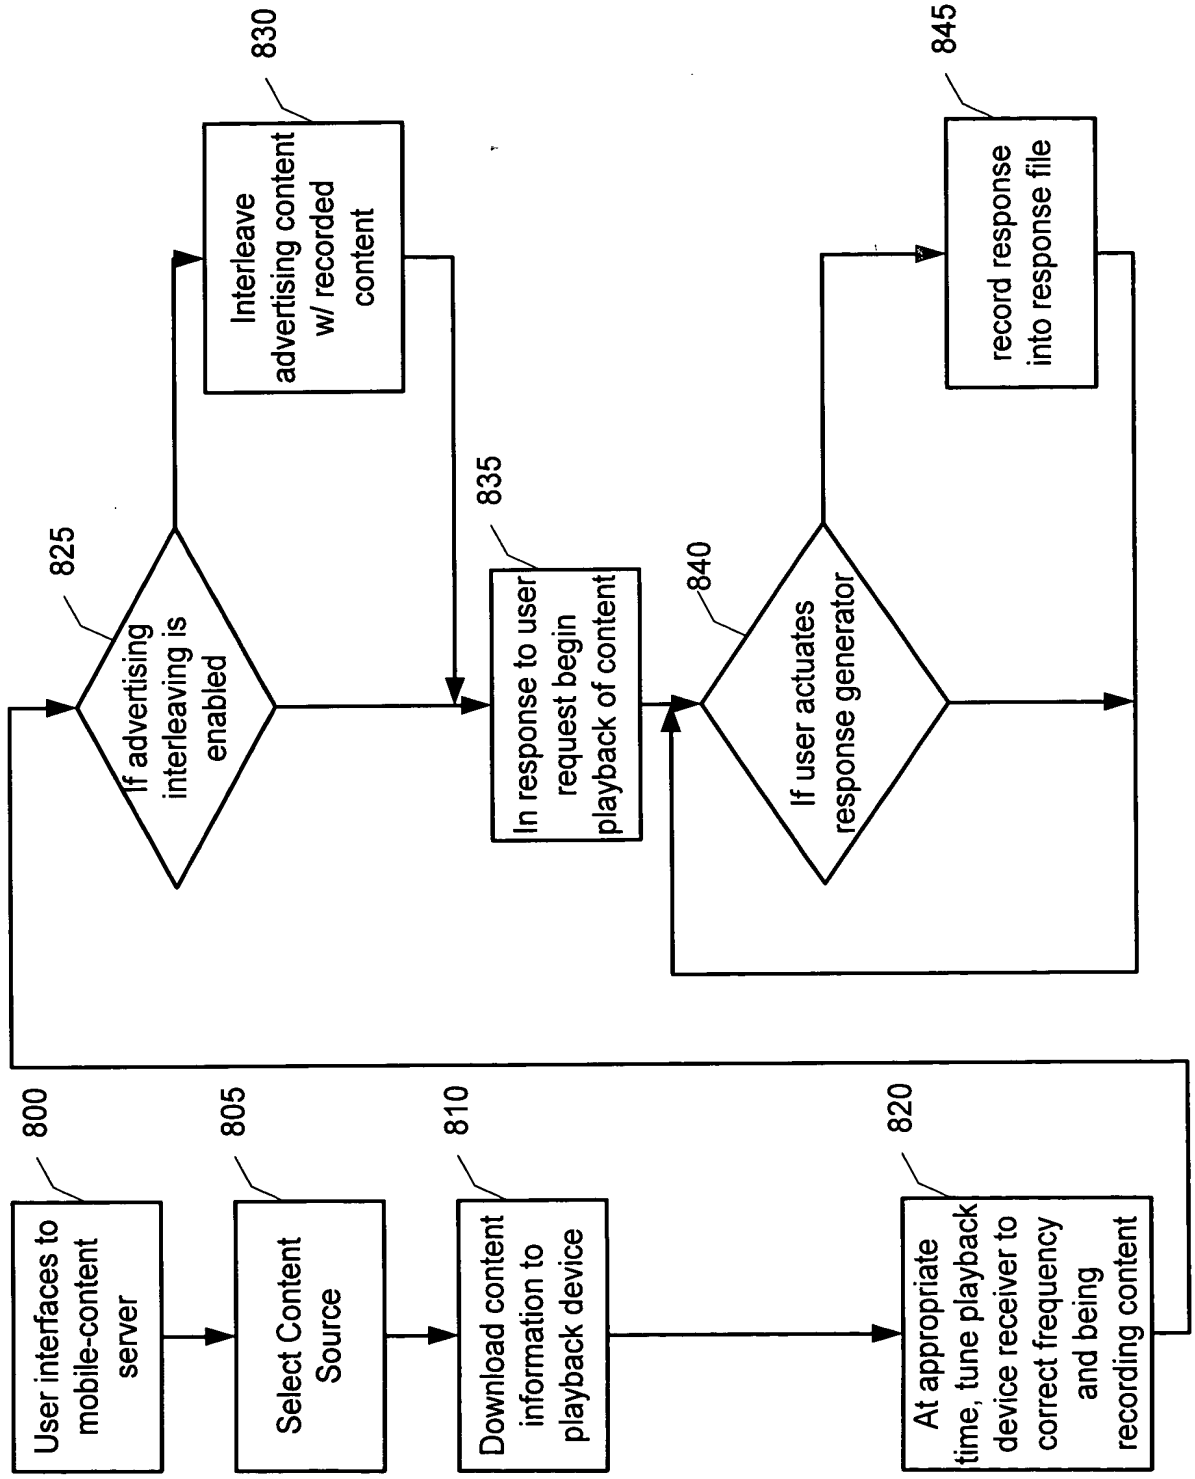 800
User interfaces to
mobile-content
server
805
Select Content
Source
810
Download content
information to
playback device
820
At appropriate
time, tune playback
device receiver to
correct frequency
and being
recording content
825
If advertising
interleaving is
enabled
830
Interleave
advertising content
w/ recorded
content
835
In response to user
request begin
playback of content
840
If user actuates
response generator
845
record response
into response file